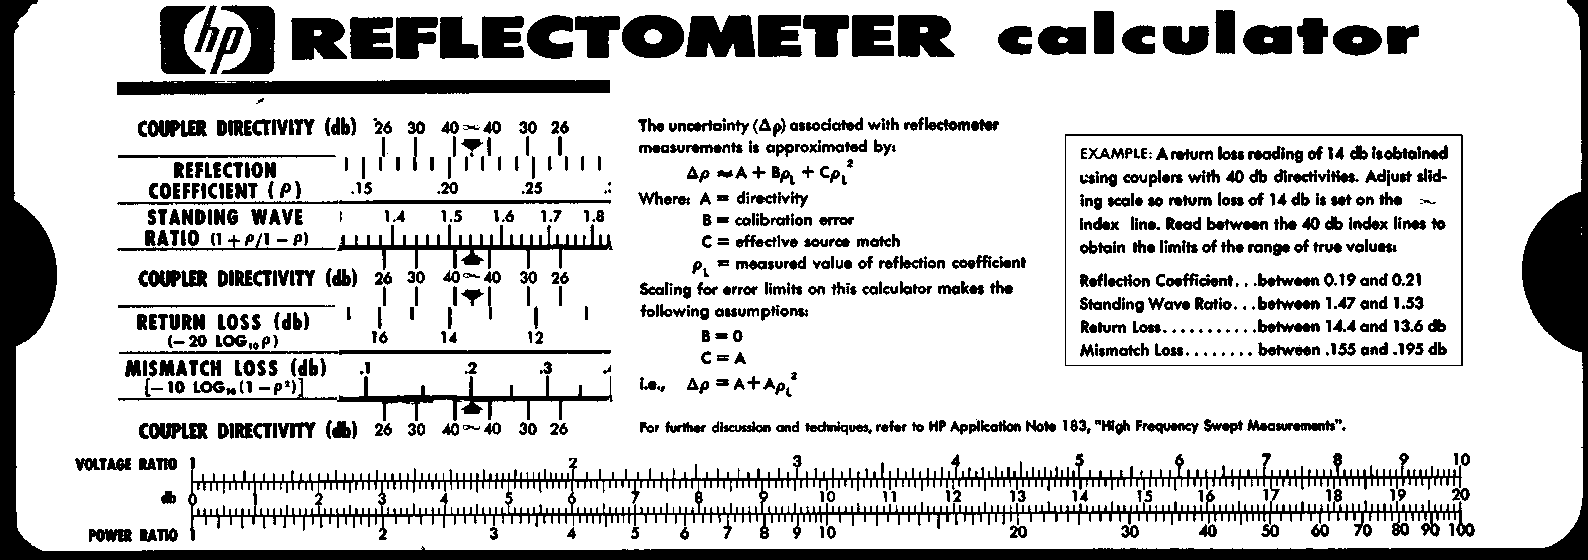 hp REFLECTOMETER calculator
COUPLER DIRECTIVITY (db) 26 30 40 ∞ 40 30 26
REFLECTION
COEFFICIENT (ρ) .15 .20 .25
STANDING WAVE 1.4 1.5 1.6 1.7 1.8
RATIO (1 + ρ/1 − ρ)
COUPLER DIRECTIVITY (db) 26 30 40 ∞ 40 30 26
RETURN LOSS (db) 16 14 12
(− 20 LOG₁₀ ρ)
MISMATCH LOSS (db) .1 .2 .3
[− 10 LOG₁₀ (1 − ρ²)]
COUPLER DIRECTIVITY (db) 26 30 40 ∞ 40 30 26
The uncertainty (Δρ) associated with reflectometer
measurements is approximated by:
Δρ ≈ A + BρL + CρL²
Where: A = directivity
B = calibration error
C = effective source match
ρL = measured value of reflection coefficient
Scaling for error limits on this calculator makes the
following assumptions:
B = 0
C = A
i.e., Δρ = A + AρL²
EXAMPLE: A return loss reading of 14 db is obtained
using couplers with 40 db directivities. Adjust slid-
ing scale so return loss of 14 db is set on the ∞
index line. Read between the 40 db index lines to
obtain the limits of the range of true values:
Reflection Coefficient. . .between 0.19 and 0.21
Standing Wave Ratio. . .between 1.47 and 1.53
Return Loss. . . . . . . . . . .between 14.4 and 13.6 db
Mismatch Loss. . . . . . . . between .155 and .195 db
For further discussion and techniques, refer to HP Application Note 183, "High Frequency Swept Measurements".
VOLTAGE RATIO 1 2 3 4 5 6 7 8 9 10
db 0 1 2 3 4 5 6 7 8 9 10 11 12 13 14 15 16 17 18 19 20
POWER RATIO 1 2 3 4 5 6 7 8 9 10 20 30 40 50 60 70 80 90 100